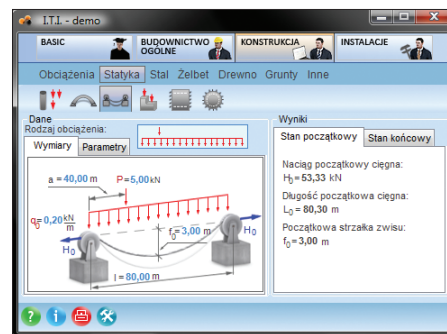 I.T.I. - demo
BASIC
BUDOWNICTWO OGÓLNE
KONSTRUKCJA
INSTALACJE
Obciążenia Statyka Stal Żelbet Drewno Grunty Inne
Dane
Rodzaj obciążenia:
Wymiary Parametry
a = 40,00 m P=5,00kN
q₀=0,20 kN/m
f₀=3,00 m
H₀
H₀
l = 80,00 m
Wyniki
Stan początkowy Stan końcowy
Naciąg początkowy cięgna:
H₀= 53,33 kN
Długość początkowa cięgna:
L₀ = 80,30 m
Początkowa strzałka zwisu:
f₀ = 3,00 m